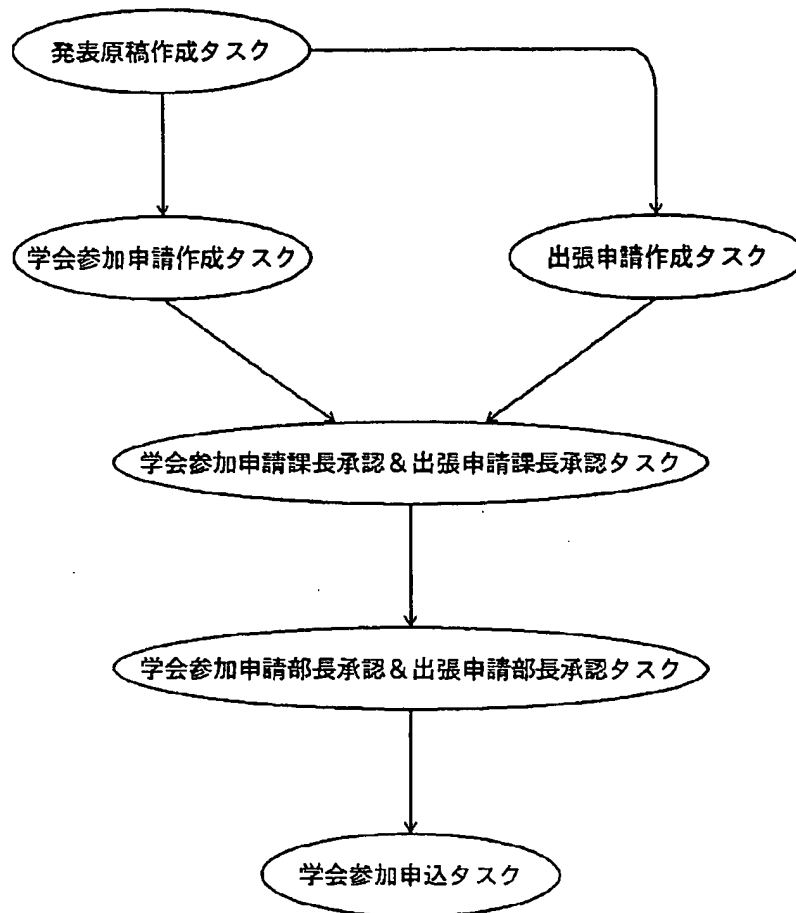 発表原稿作成タスク
学会参加申請作成タスク
出張申請作成タスク
学会参加申請課長承認＆出張申請課長承認タスク
学会参加申請部長承認＆出張申請部長承認タスク
学会参加申込タスク